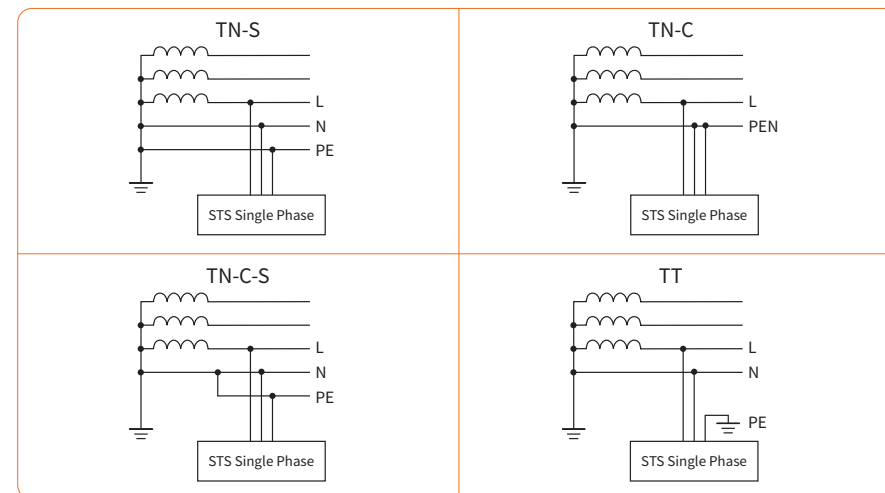 TN-S
L
N
PE
STS Single Phase
TN-C
L
PEN
STS Single Phase
TN-C-S
L
N
PE
STS Single Phase
TT
L
N
PE
STS Single Phase